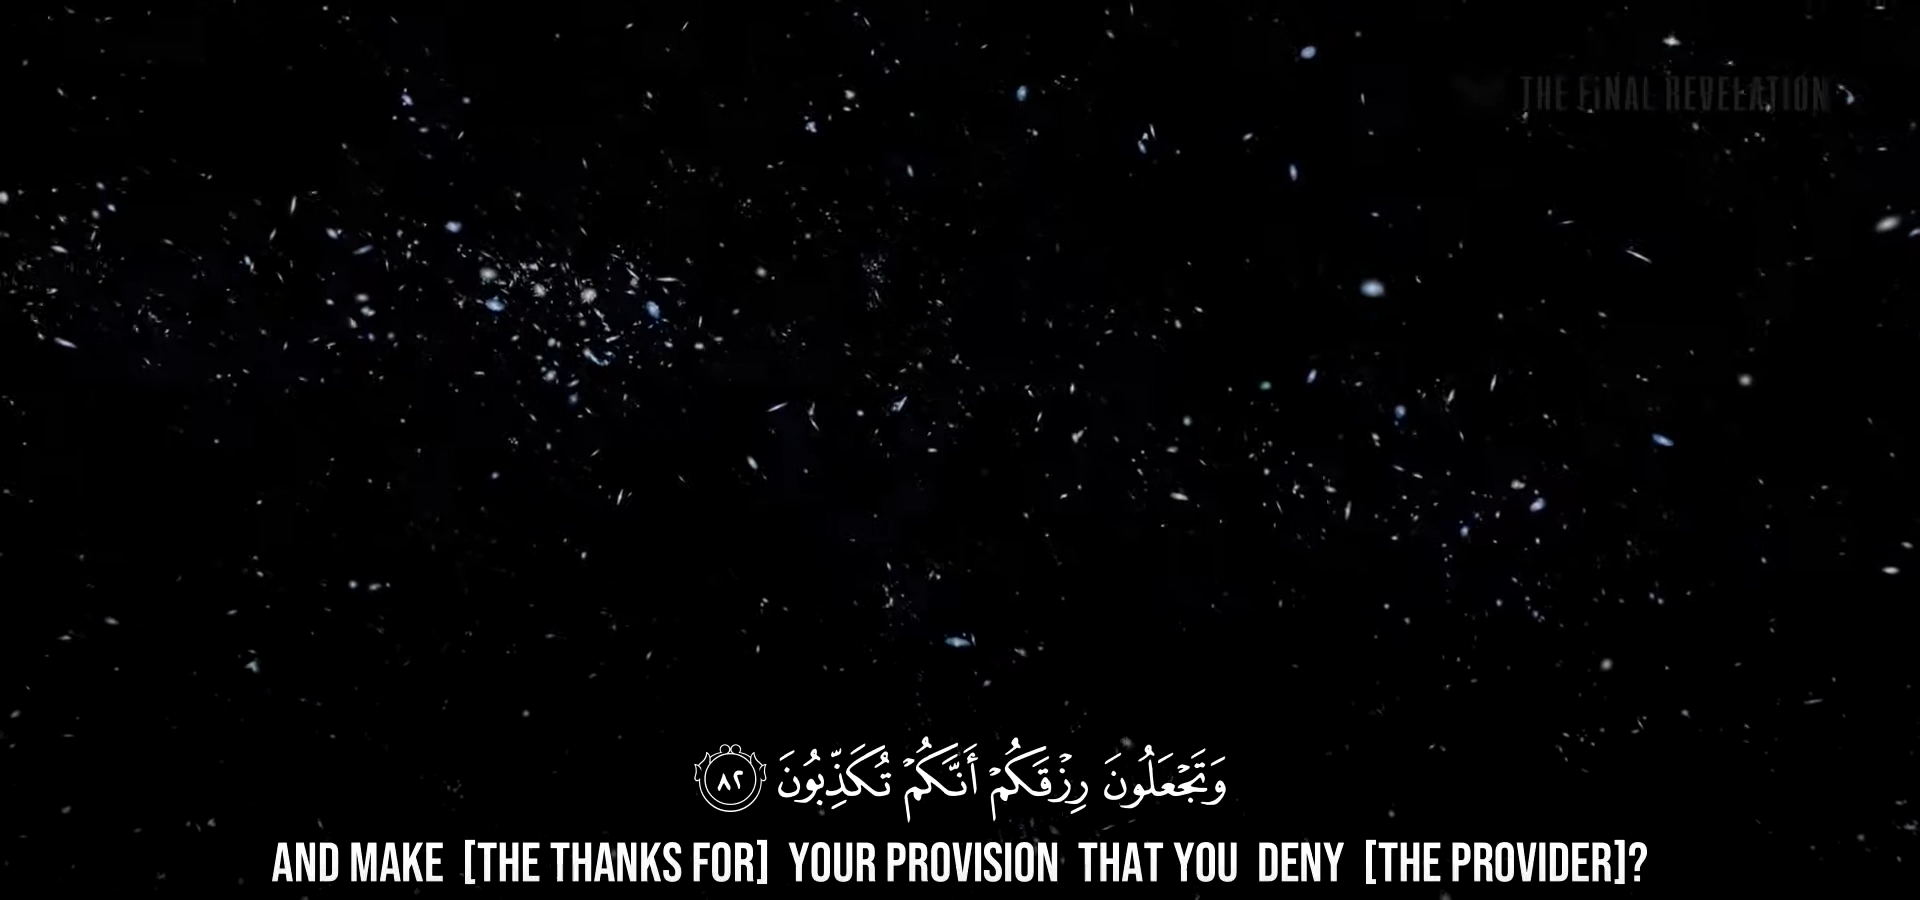 THE FINAL REVELATION
وَتَجْعَلُونَ رِزْقَكُمْ أَنَّكُمْ تُكَذِّبُونَ ٨٢
AND MAKE [THE THANKS FOR] YOUR PROVISION THAT YOU DENY [THE PROVIDER]?